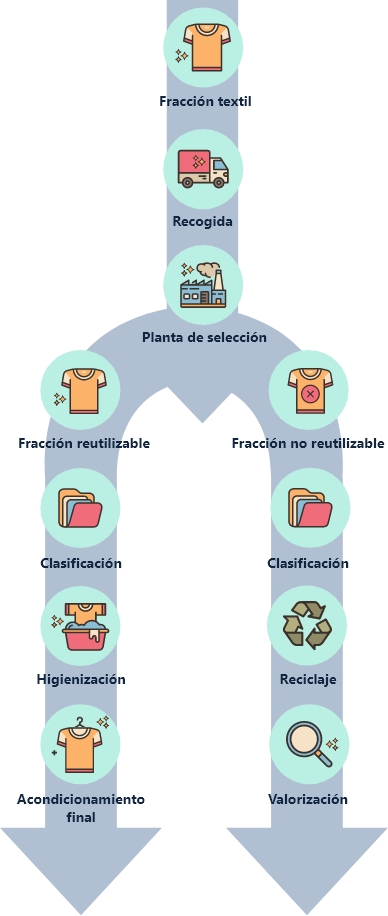 Fracción textil
Recogida
Planta de selección
Fracción reutilizable
Fracción no reutilizable
Clasificación
Clasificación
Higienización
Reciclaje
Acondicionamiento
final
Valorización